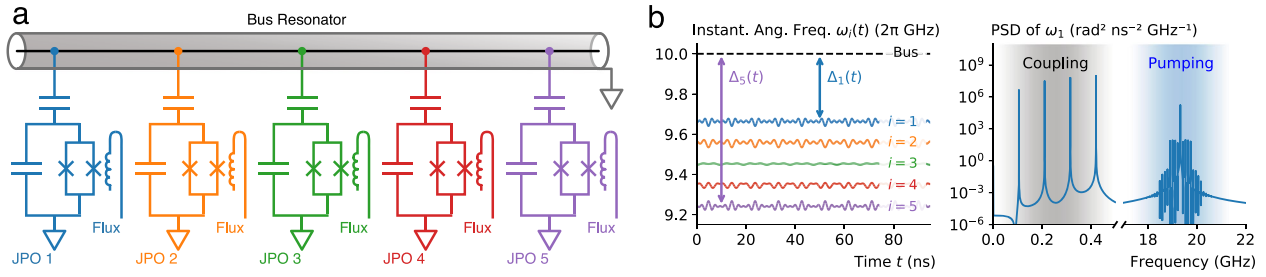 a
Bus Resonator
Flux
Flux
Flux
Flux
Flux
JPO 1
JPO 2
JPO 3
JPO 4
JPO 5
b
Instant. Ang. Freq. ωᵢ(t) (2π GHz)
10.0
9.8
9.6
9.4
9.2
Bus
Δ₅(t)
Δ₁(t)
i = 1
i = 2
i = 3
i = 4
i = 5
0
20
40
60
80
Time t (ns)
PSD of ω₁ (rad² ns⁻² GHz⁻¹)
10⁹
10⁶
10³
10⁰
10⁻³
10⁻⁶
Coupling
Pumping
0.0
0.2
0.4
18
20
22
Frequency (GHz)